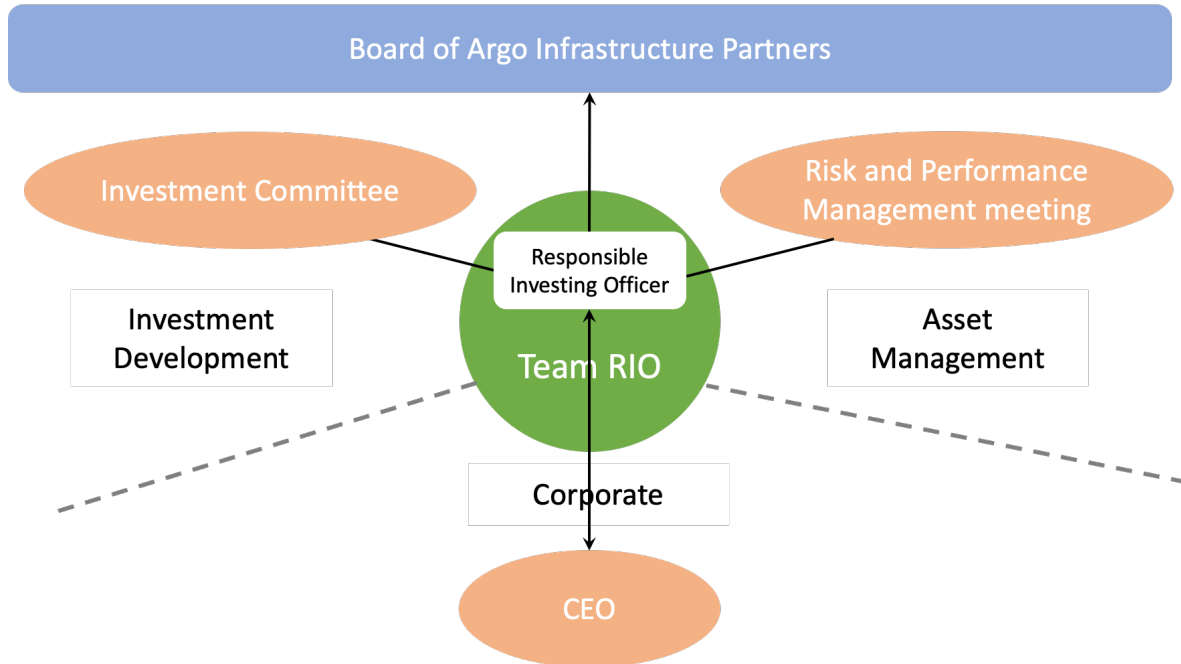 Board of Argo Infrastructure Partners
Investment Committee
Risk and Performance
Management meeting
Responsible
Investing Officer
Investment
Development
Asset
Management
Team RIO
Corporate
CEO